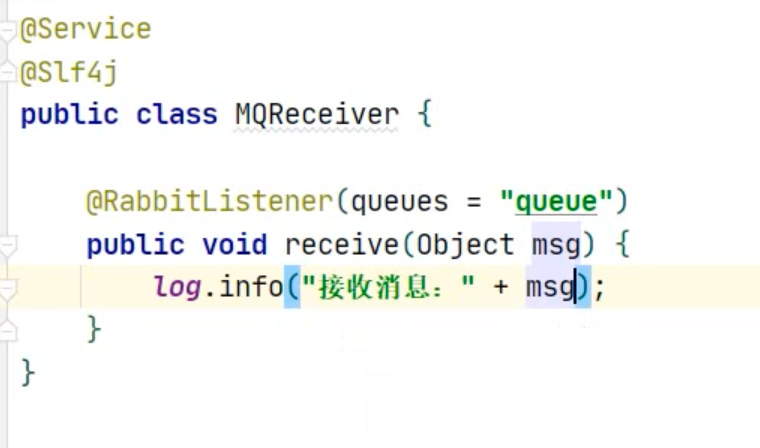 @Service
@Slf4j
public class MQReceiver {
@RabbitListener(queues = "queue")
public void receive(Object msg) {
log.info("接收消息：" + msg);
}
}